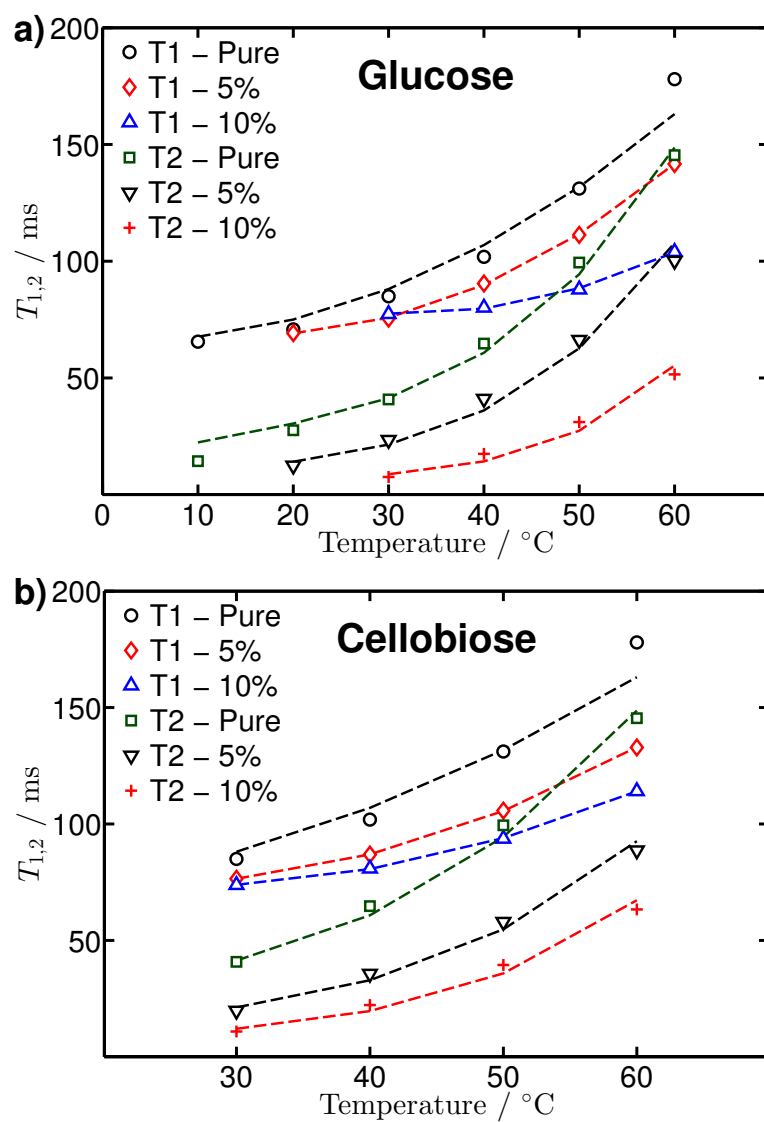 a)
Glucose
T1 – Pure
T1 – 5%
T1 – 10%
T2 – Pure
T2 – 5%
T2 – 10%
200
150
100
50
T1,2 / ms
0 10 20 30 40 50 60
Temperature / °C
b)
Cellobiose
T1 – Pure
T1 – 5%
T1 – 10%
T2 – Pure
T2 – 5%
T2 – 10%
200
150
100
50
T1,2 / ms
30 40 50 60
Temperature / °C